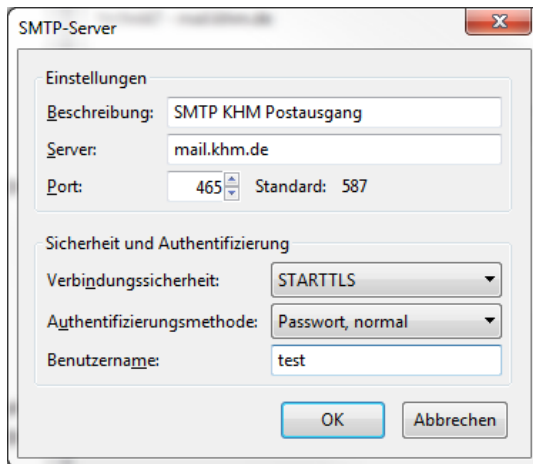 SMTP-Server
Einstellungen
Beschreibung: SMTP KHM Postausgang
Server: mail.khm.de
Port: 465 Standard: 587
Sicherheit und Authentifizierung
Verbindungssicherheit: STARTTLS
Authentifizierungsmethode: Passwort, normal
Benutzername: test
OK Abbrechen